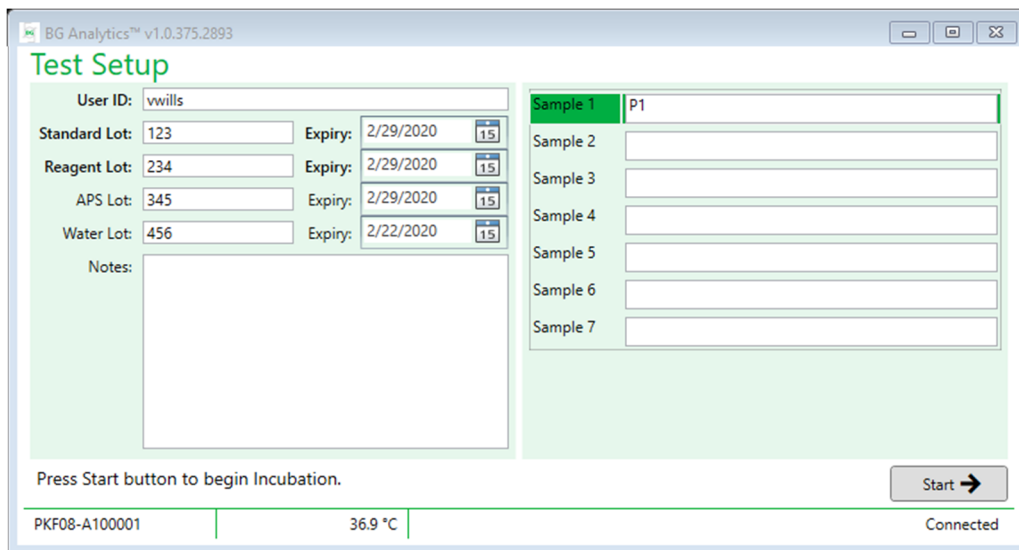 BG Analytics™ v1.0.375.2893
Test Setup
User ID: vwills
Standard Lot: 123 Expiry: 2/29/2020 15
Reagent Lot: 234 Expiry: 2/29/2020 15
APS Lot: 345 Expiry: 2/29/2020 15
Water Lot: 456 Expiry: 2/22/2020 15
Notes:
Sample 1 P1
Sample 2
Sample 3
Sample 4
Sample 5
Sample 6
Sample 7
Press Start button to begin Incubation.
Start
PKF08-A100001 36.9 °C Connected